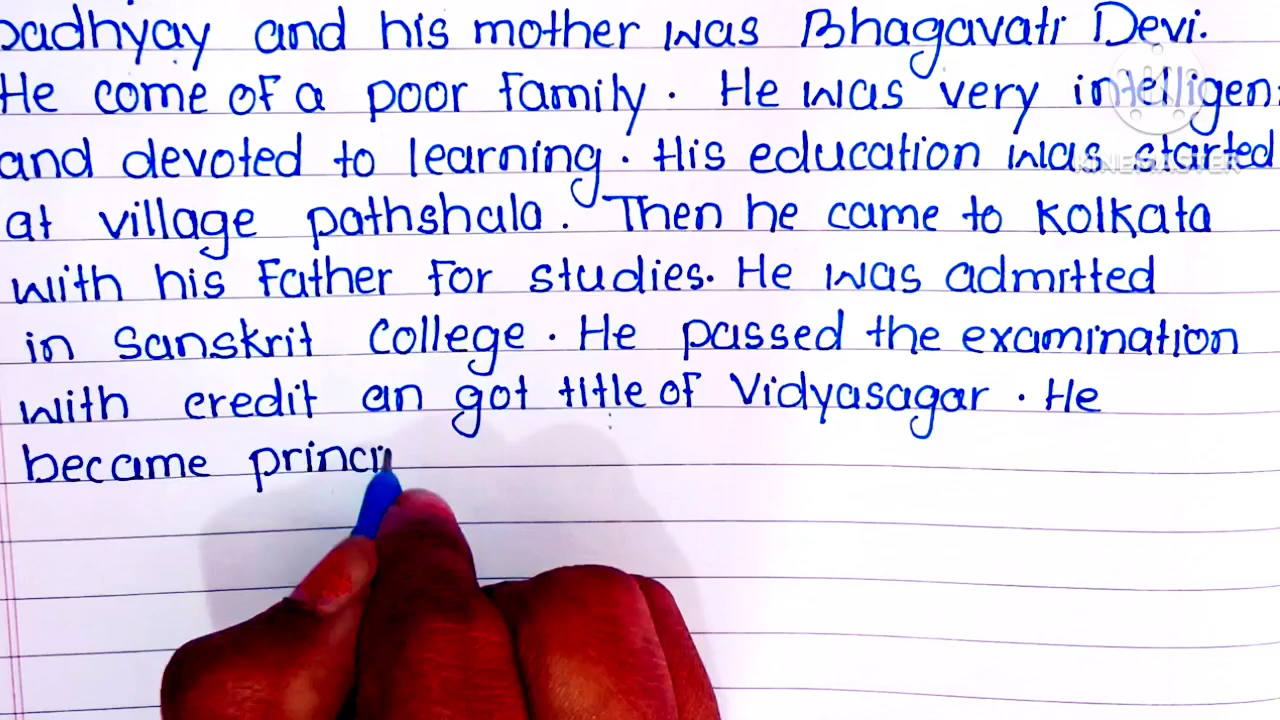 padhyay and his mother was Bhagavati Devi.
He come of a poor family. He was very intelligen
and devoted to learning. His education was started
at village pathshala. Then he came to Kolkata
with his Father for studies. He was admitted
in Sanskrit College. He passed the examination
with credit an got title of Vidyasagar. He
became princi
KINEMASTER